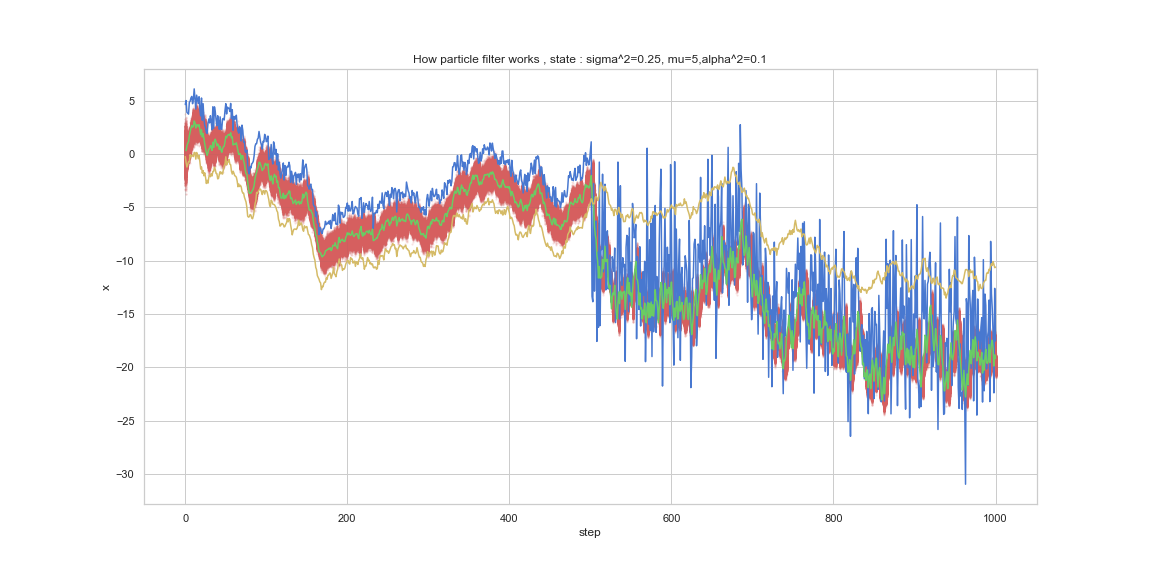 How particle filter works , state : sigma^2=0.25, mu=5,alpha^2=0.1
5
0
−5
−10
−15
−20
−25
−30
x
0 200 400 600 800 1000
step